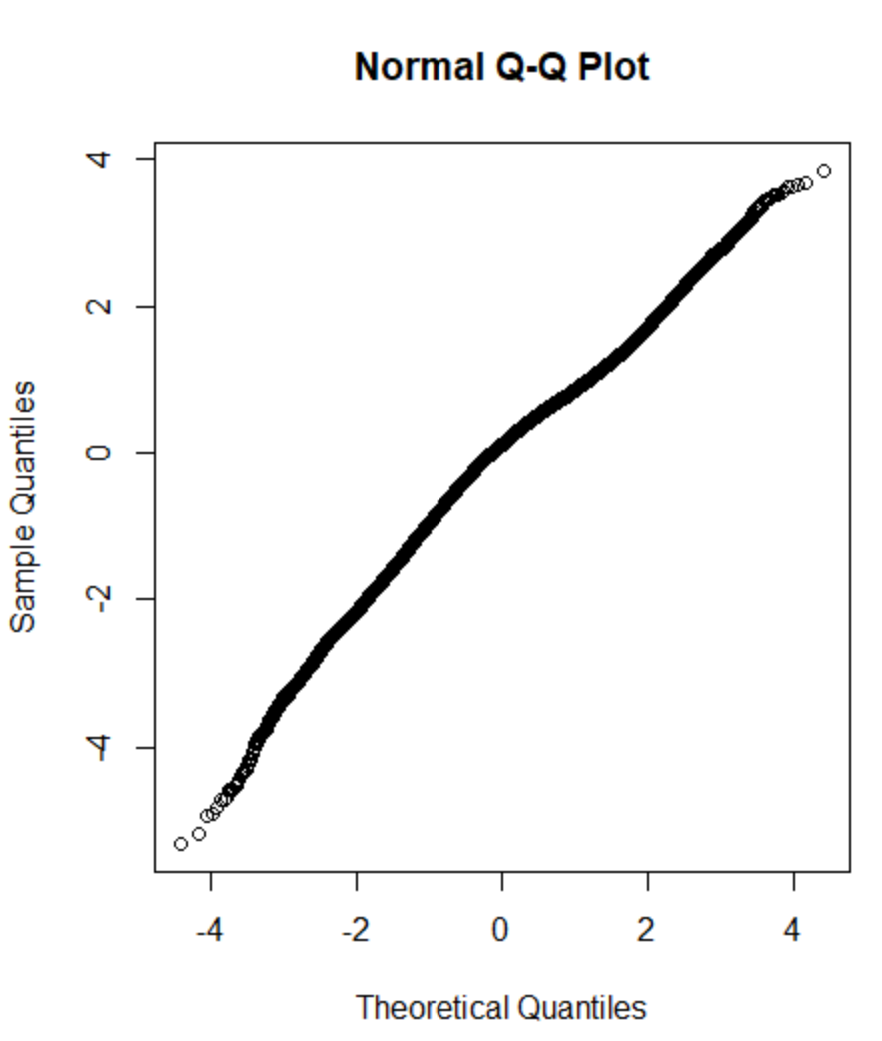 Normal Q-Q Plot
4
2
0
-2
-4
Sample Quantiles
-4 -2 0 2 4
Theoretical Quantiles